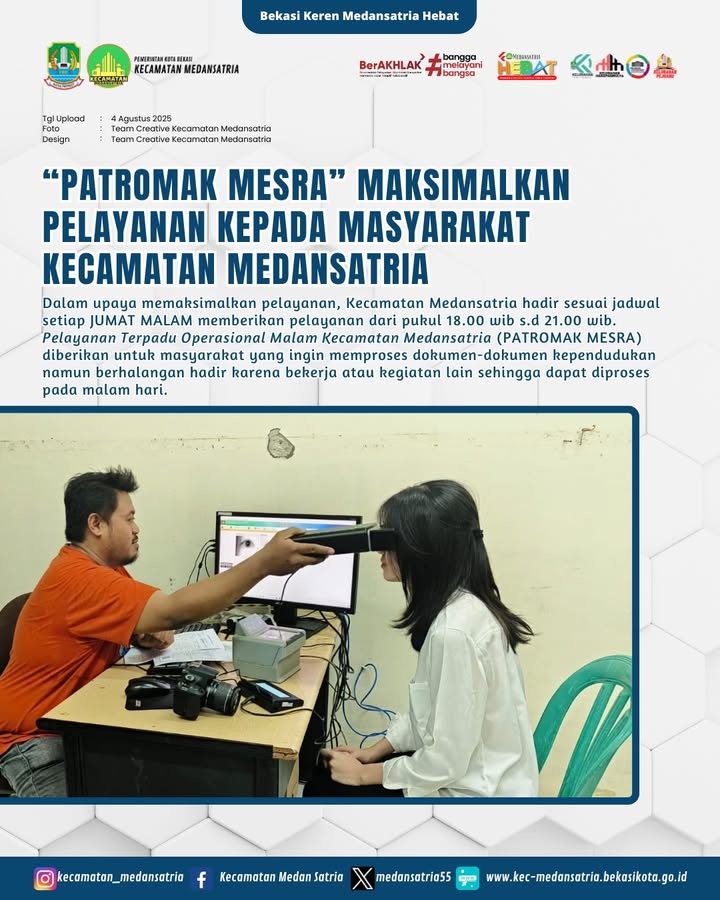 Bekasi Keren Medansatria Hebat
PEMERINTAH KOTA BEKASI
KECAMATAN MEDANSATRIA
KECAMATAN
BerAKHLAK
#bangga
melayani
bangsa
MEDANSATRIA
HEBAT
Tgl Upload : 4 Agustus 2025
Foto : Team Creative Kecamatan Medansatria
Design : Team Creative Kecamatan Medansatria
“PATROMAK MESRA” MAKSIMALKAN
PELAYANAN KEPADA MASYARAKAT
KECAMATAN MEDANSATRIA
Dalam upaya memaksimalkan pelayanan, Kecamatan Medansatria hadir sesuai jadwal
setiap JUMAT MALAM memberikan pelayanan dari pukul 18.00 wib s.d 21.00 wib.
Pelayanan Terpadu Operasional Malam Kecamatan Medansatria (PATROMAK MESRA)
diberikan untuk masyarakat yang ingin memproses dokumen-dokumen kependudukan
namun berhalangan hadir karena bekerja atau kegiatan lain sehingga dapat diproses
pada malam hari.
kecamatan_medansatria
Kecamatan Medan Satria
medansatria55
www.kec-medansatria.bekasikota.go.id